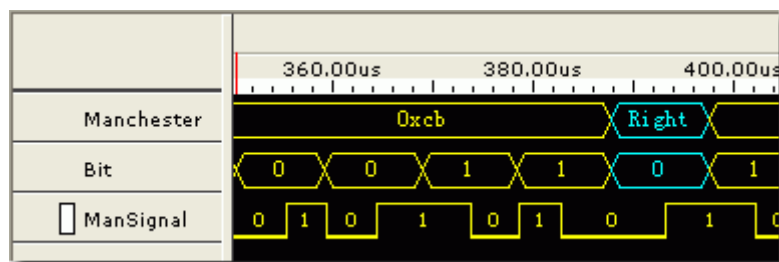 360.00us 380.00us 400.00us
Manchester 0xcb Right
Bit 0 0 1 1 0 1
ManSignal 0 1 0 1 0 1 0 1 0